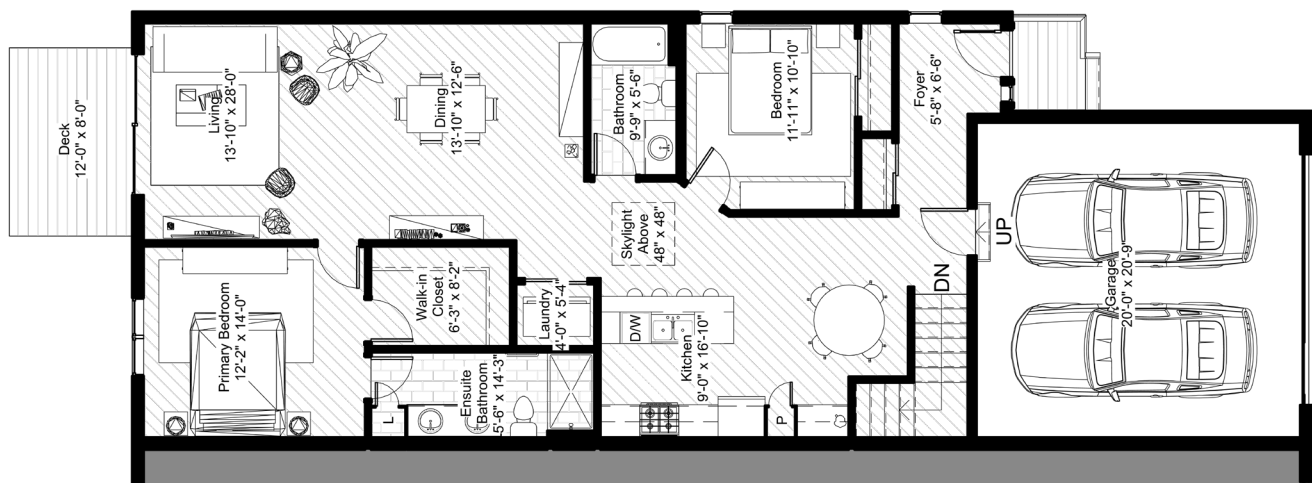 Deck
12'-0" x 8'-0"
Living
13'-10" x 28'-0"
Dining
13'-10" x 12'-6"
Bathroom
9'-9" x 5'-6"
Bedroom
11'-11" x 10'-10"
Foyer
5'-8" x 6'-6"
Skylight
Above
48" x 48"
UP
DN
Garage
20'-0" x 20'-9"
Primary Bedroom
12'-2" x 14'-0"
Walk-in
Closet
6'-3" x 8'-2"
Laundry
4'-0" x 5'-4"
D/W
Kitchen
9'-0" x 16'-10"
Ensuite
Bathroom
5'-6" x 14'-3"
L
P